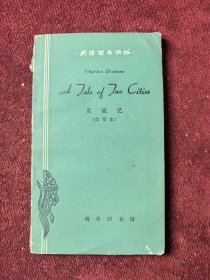 英语简易读物
Charles Dickens
A Tale of Two Cities
双城记
(简写本)
商务印书馆